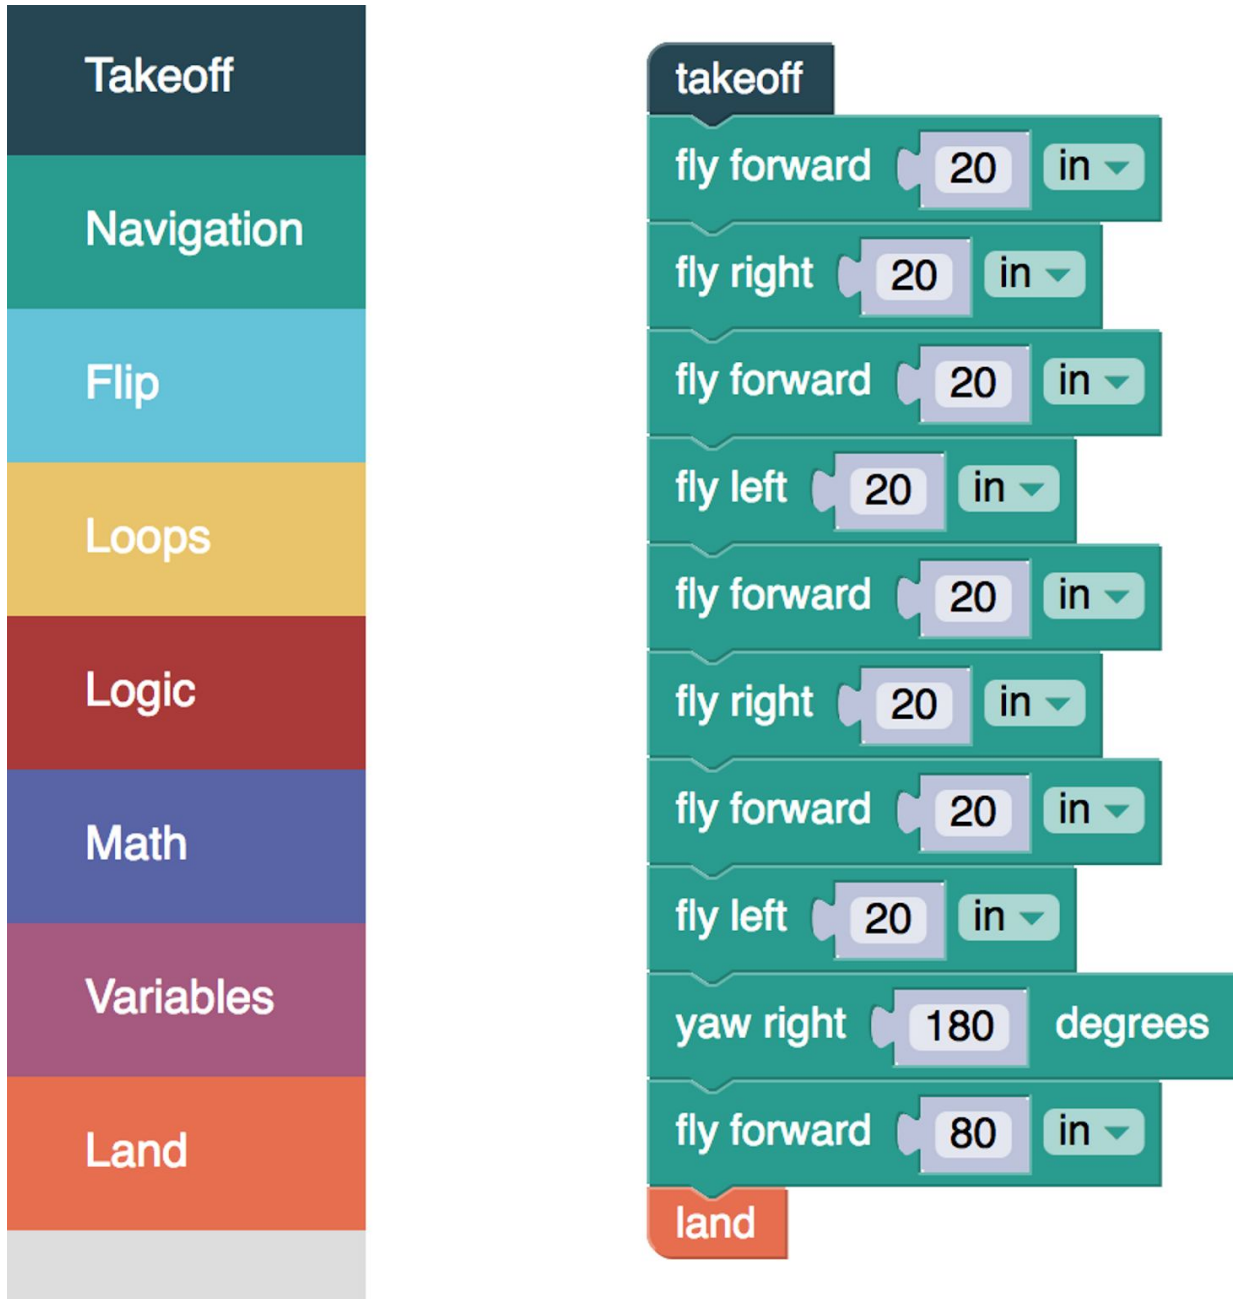 Takeoff
Navigation
Flip
Loops
Logic
Math
Variables
Land
takeoff
fly forward 20 in
fly right 20 in
fly forward 20 in
fly left 20 in
fly forward 20 in
fly right 20 in
fly forward 20 in
fly left 20 in
yaw right 180 degrees
fly forward 80 in
land